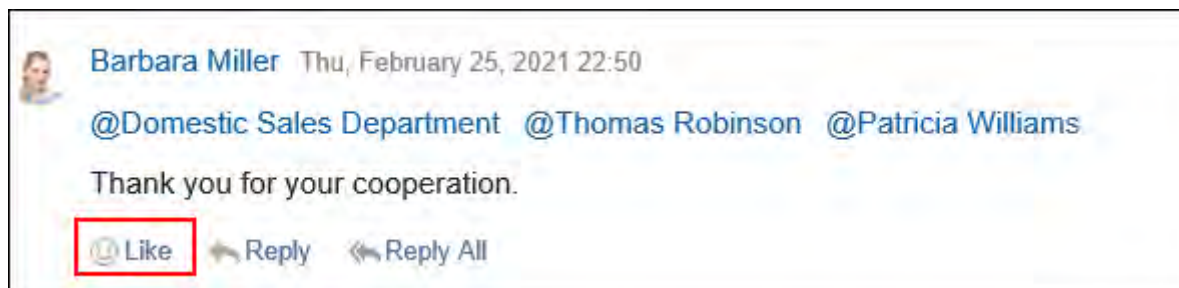 Barbara Miller Thu, February 25, 2021 22:50
@Domestic Sales Department @Thomas Robinson @Patricia Williams
Thank you for your cooperation.
Like Reply Reply All